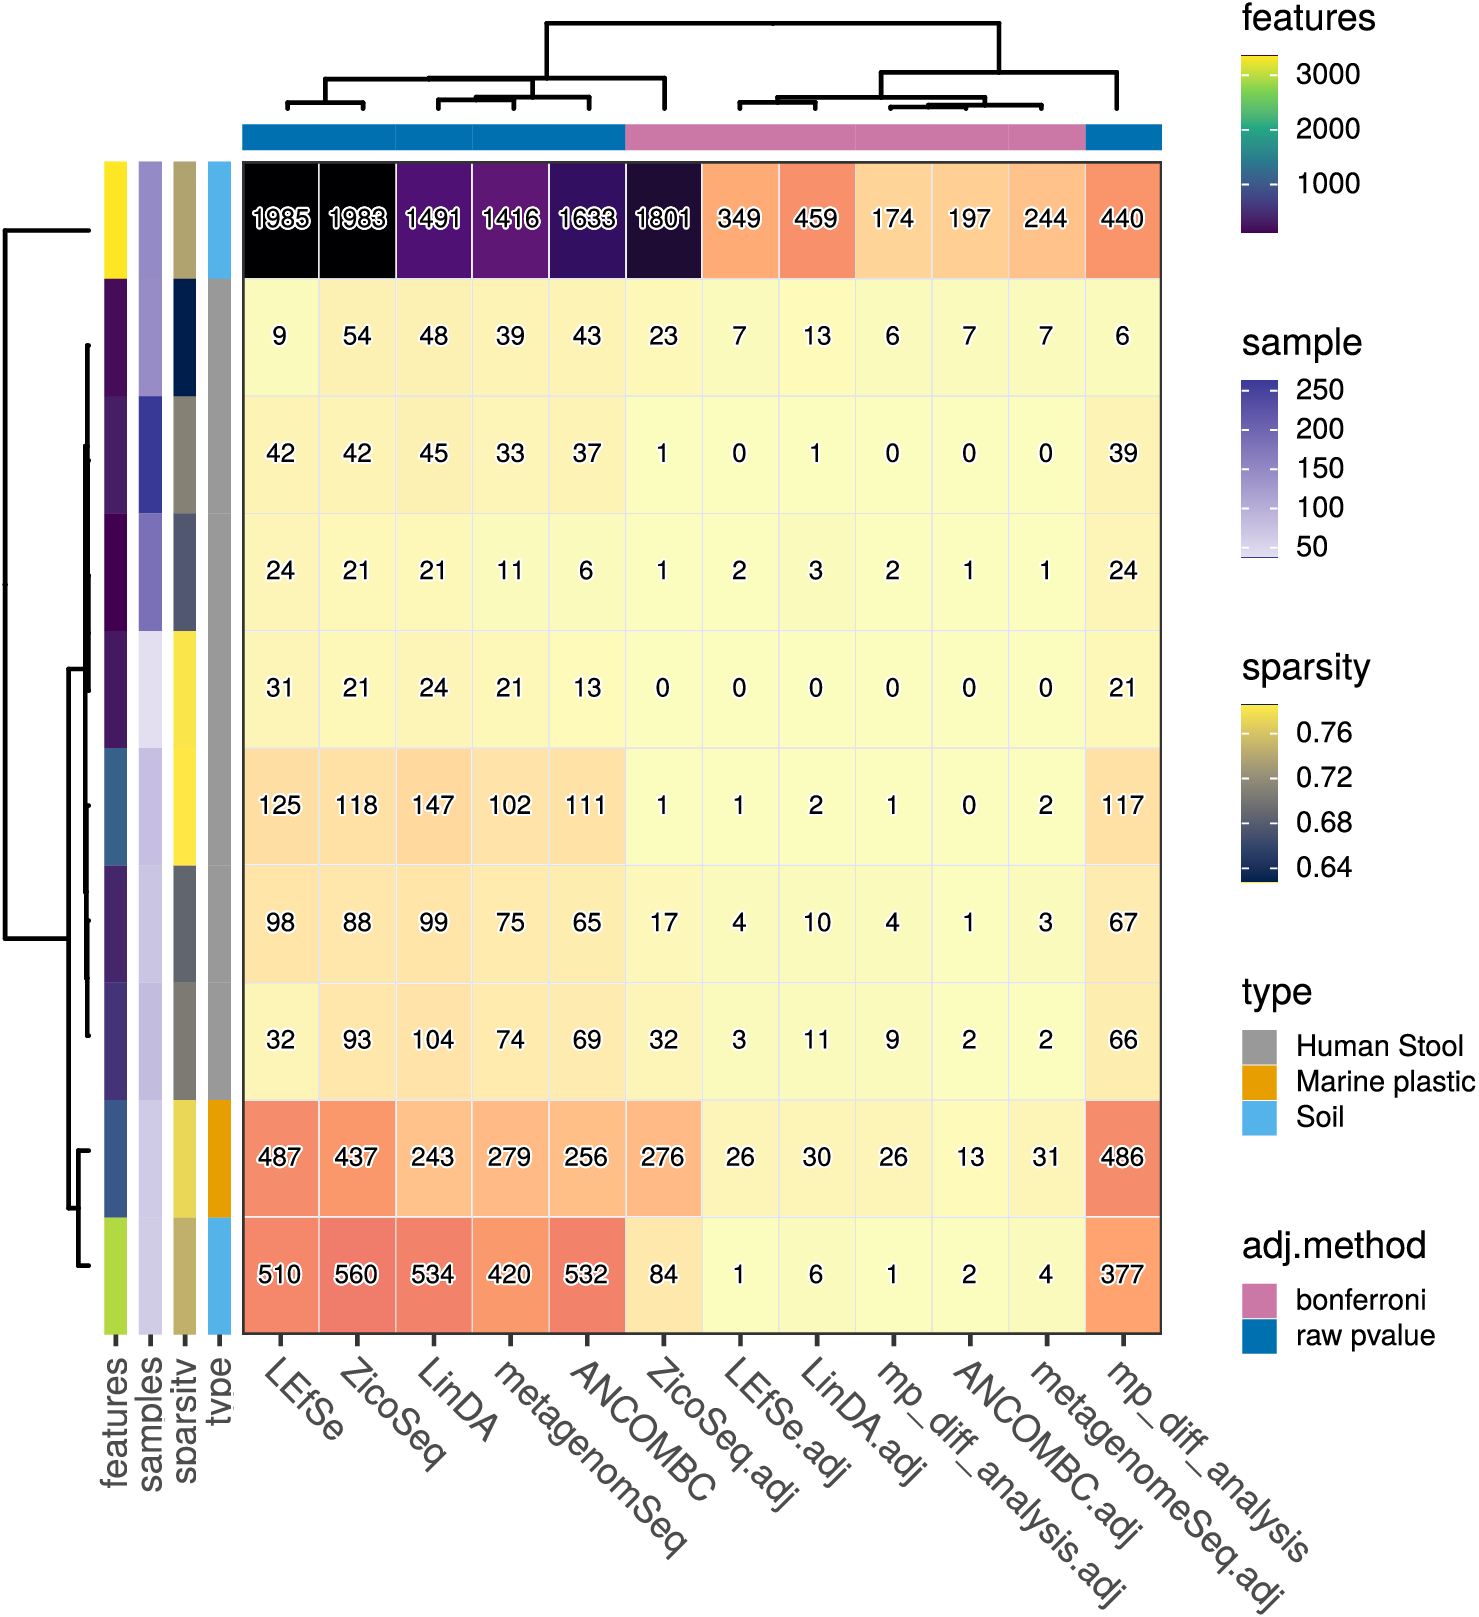 features
3000
2000
1000
sample
250
200
150
100
50
sparsity
0.76
0.72
0.68
0.64
type
Human Stool
Marine plastic
Soil
adj.method
bonferroni
raw pvalue
1985 1983 1491 1416 1633 1801 349 459 174 197 244 440
9 54 48 39 43 23 7 13 6 7 7 6
42 42 45 33 37 1 0 1 0 0 0 39
24 21 21 11 6 1 2 3 2 1 1 24
31 21 24 21 13 0 0 0 0 0 0 21
125 118 147 102 111 1 1 2 1 0 2 117
98 88 99 75 65 17 4 10 4 1 3 67
32 93 104 74 69 32 3 11 9 2 2 66
487 437 243 279 256 276 26 30 26 13 31 486
510 560 534 420 532 84 1 6 1 2 4 377
features
samples
sparsity
type
LEfSe
ZicoSeq
LinDA
metagenomSeq
ANCOMBC
ZicoSeq.adj
LEfSe.adj
LinDA.adj
mp_diff_analysis.adj
ANCOMBC.adj
metagenomeSeq.adj
mp_diff_analysis